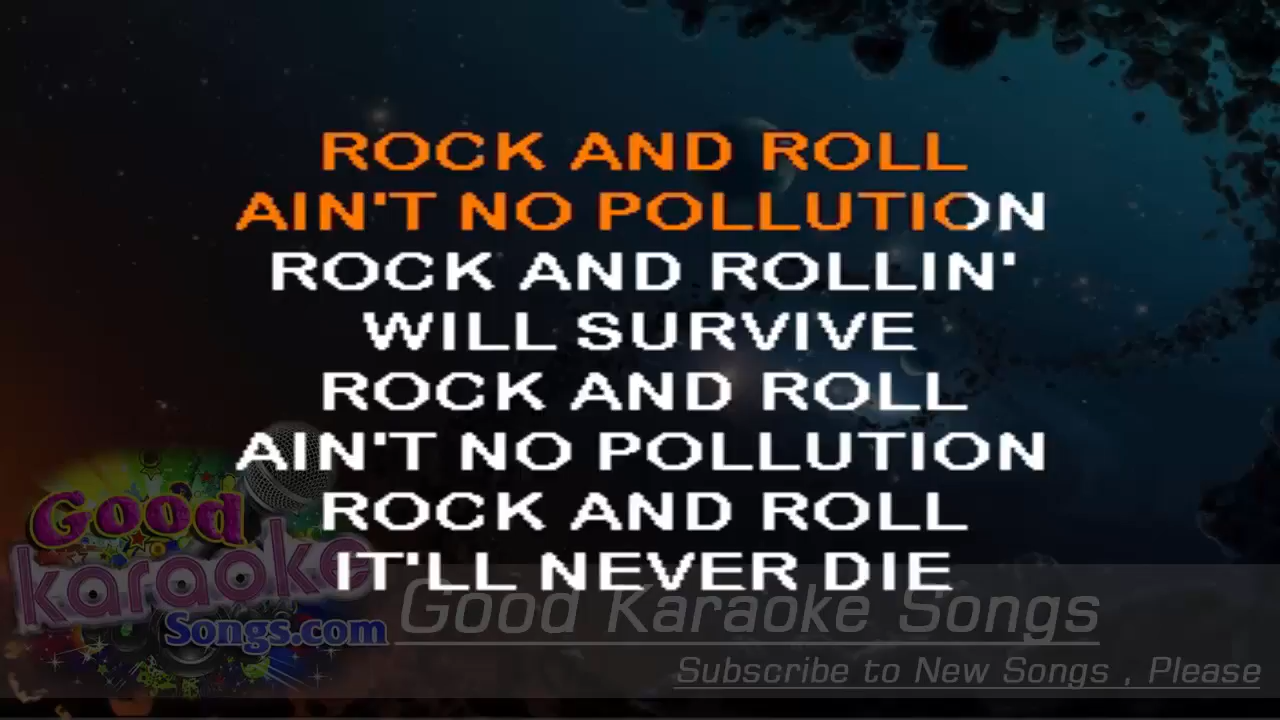 ROCK AND ROLL
AIN'T NO POLLUTION
ROCK AND ROLLIN'
WILL SURVIVE
ROCK AND ROLL
AIN'T NO POLLUTION
ROCK AND ROLL
IT'LL NEVER DIE
Good
karaoke
Songs.com
Good Karaoke Songs
Subscribe to New Songs , Please